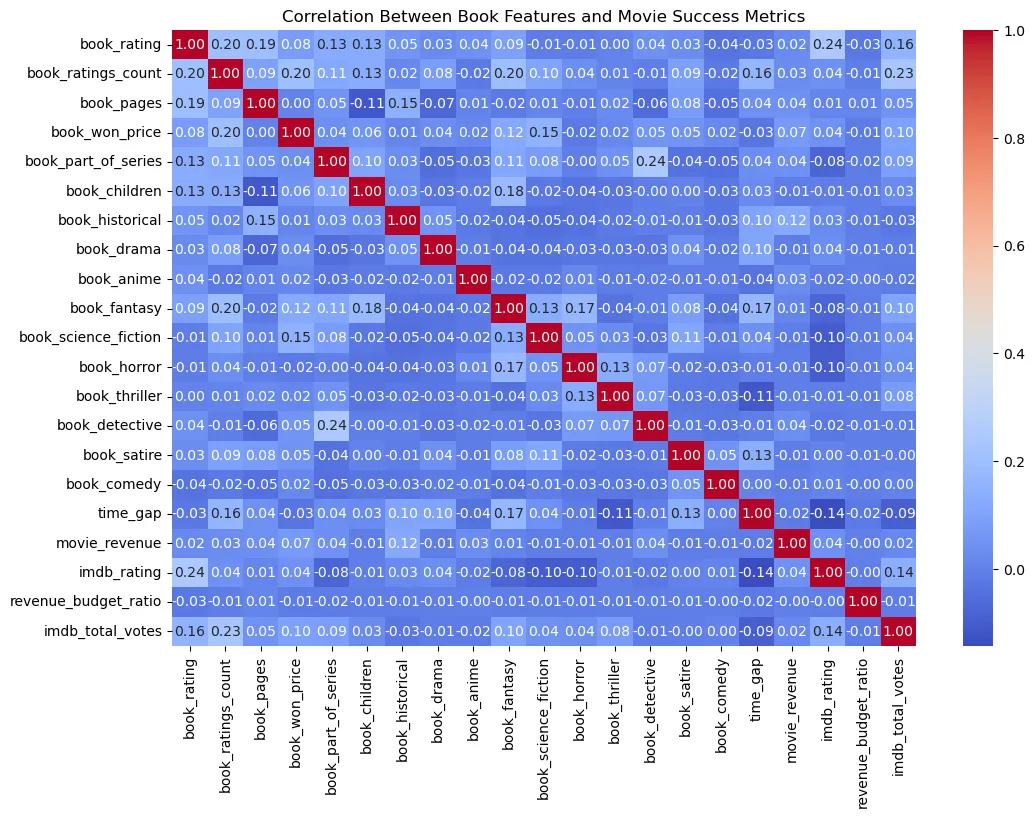 Correlation Between Book Features and Movie Success Metrics
book_rating 1.00 0.20 0.19 0.08 0.13 0.13 0.05 0.03 0.04 0.09 -0.01 -0.01 0.00 0.04 0.03 -0.04 -0.03 0.02 0.24 -0.03 0.16
book_ratings_count 0.20 1.00 0.09 0.20 0.11 0.13 0.02 0.08 -0.02 0.20 0.10 0.04 0.01 -0.01 0.09 -0.02 0.16 0.03 0.04 -0.01 0.23
book_pages 0.19 0.09 1.00 0.00 0.05 -0.11 0.15 -0.07 0.01 -0.02 0.01 -0.01 0.02 -0.06 0.08 -0.05 0.04 0.04 0.01 0.01 0.05
book_won_price 0.08 0.20 0.00 1.00 0.04 0.06 0.01 0.04 0.02 0.12 0.15 -0.02 0.02 0.05 0.05 0.02 -0.03 0.07 0.04 -0.01 0.10
book_part_of_series 0.13 0.11 0.05 0.04 1.00 0.10 0.03 -0.05 -0.03 0.11 0.08 -0.00 0.05 0.24 -0.04 -0.05 0.04 0.04 -0.08 -0.02 0.09
book_children 0.13 0.13 -0.11 0.06 0.10 1.00 0.03 -0.03 -0.02 0.18 -0.02 -0.04 -0.03 -0.00 0.00 -0.03 0.03 -0.01 -0.01 -0.01 0.03
book_historical 0.05 0.02 0.15 0.01 0.03 0.03 1.00 0.05 -0.02 -0.04 -0.05 -0.04 -0.02 -0.01 -0.01 -0.03 0.10 0.12 0.03 -0.01 -0.03
book_drama 0.03 0.08 -0.07 0.04 -0.05 -0.03 0.05 1.00 -0.01 -0.04 -0.04 -0.03 -0.03 -0.03 0.04 -0.02 0.10 -0.01 0.04 -0.01 -0.01
book_anime 0.04 -0.02 0.01 0.02 -0.03 -0.02 -0.02 -0.01 1.00 -0.02 -0.02 0.01 -0.01 -0.02 -0.01 -0.01 -0.04 0.03 -0.02 -0.00 -0.02
book_fantasy 0.09 0.20 -0.02 0.12 0.11 0.18 -0.04 -0.04 -0.02 1.00 0.13 0.17 -0.04 -0.01 0.08 -0.04 0.17 0.01 -0.08 -0.01 0.10
book_science_fiction -0.01 0.10 0.01 0.15 0.08 -0.02 -0.05 -0.04 -0.02 0.13 1.00 0.05 0.03 -0.03 0.11 -0.01 0.04 -0.01 -0.10 -0.01 0.04
book_horror -0.01 0.04 -0.01 -0.02 -0.00 -0.04 -0.04 -0.03 0.01 0.17 0.05 1.00 0.13 0.07 -0.02 -0.03 -0.01 -0.01 -0.10 -0.01 0.04
book_thriller 0.00 0.01 0.02 0.02 0.05 -0.03 -0.02 -0.03 -0.01 -0.04 0.03 0.13 1.00 0.07 -0.03 -0.03 -0.11 -0.01 -0.01 -0.01 0.08
book_detective 0.04 -0.01 -0.06 0.05 0.24 -0.00 -0.01 -0.03 -0.02 -0.01 -0.03 0.07 0.07 1.00 -0.01 -0.03 -0.01 0.04 -0.02 -0.01 -0.01
book_satire 0.03 0.09 0.08 0.05 -0.04 0.00 -0.01 0.04 -0.01 0.08 0.11 -0.02 -0.03 -0.01 1.00 0.05 0.13 -0.01 0.00 -0.01 -0.00
book_comedy -0.04 -0.02 -0.05 0.02 -0.05 -0.03 -0.03 -0.02 -0.01 -0.04 -0.01 -0.03 -0.03 -0.03 0.05 1.00 0.00 -0.01 0.01 -0.00 0.00
time_gap -0.03 0.16 0.04 -0.03 0.04 0.03 0.10 0.10 -0.04 0.17 0.04 -0.01 -0.11 -0.01 0.13 0.00 1.00 -0.02 -0.14 -0.02 -0.09
movie_revenue 0.02 0.03 0.04 0.07 0.04 -0.01 0.12 -0.01 0.03 0.01 -0.01 -0.01 -0.01 0.04 -0.01 -0.01 -0.02 1.00 0.04 -0.00 0.02
imdb_rating 0.24 0.04 0.01 0.04 -0.08 -0.01 0.03 0.04 -0.02 -0.08 -0.10 -0.10 -0.01 -0.02 0.00 0.01 -0.14 0.04 1.00 -0.00 0.14
revenue_budget_ratio -0.03 -0.01 0.01 -0.01 -0.02 -0.01 -0.01 -0.01 -0.00 -0.01 -0.01 -0.01 -0.01 -0.01 -0.01 -0.00 -0.02 -0.00 -0.00 1.00 -0.01
imdb_total_votes 0.16 0.23 0.05 0.10 0.09 0.03 -0.03 -0.01 -0.02 0.10 0.04 0.04 0.08 -0.01 -0.00 0.00 -0.09 0.02 0.14 -0.01 1.00
book_rating
book_ratings_count
book_pages
book_won_price
book_part_of_series
book_children
book_historical
book_drama
book_anime
book_fantasy
book_science_fiction
book_horror
book_thriller
book_detective
book_satire
book_comedy
time_gap
movie_revenue
imdb_rating
revenue_budget_ratio
imdb_total_votes
1.0
0.8
0.6
0.4
0.2
0.0